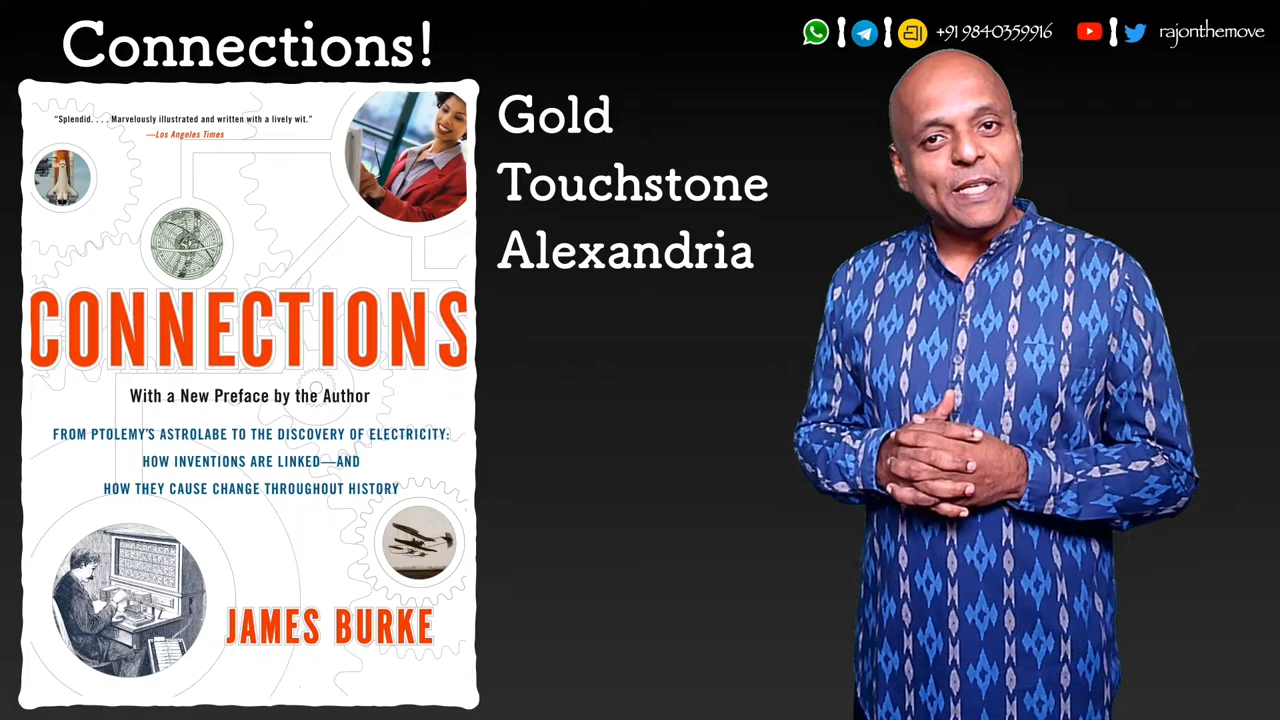 Connections!
+91 9840359916
rajonthemove
"Splendid. . . . Marvelously illustrated and written with a lively wit."
—Los Angeles Times
CONNECTIONS
With a New Preface by the Author
FROM PTOLEMY'S ASTROLABE TO THE DISCOVERY OF ELECTRICITY:
HOW INVENTIONS ARE LINKED—AND
HOW THEY CAUSE CHANGE THROUGHOUT HISTORY
JAMES BURKE
Gold
Touchstone
Alexandria